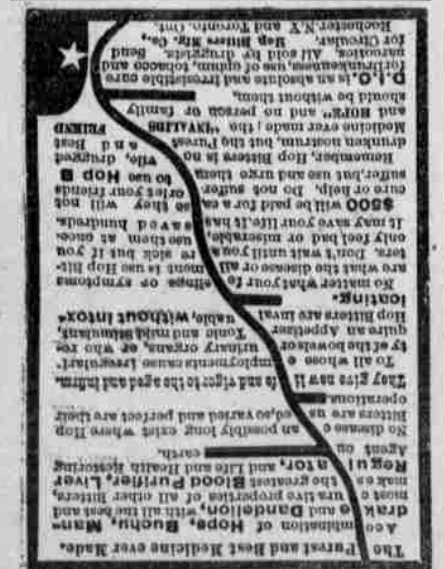 The Purest and Best Medicine ever Made.
A combination of Hops, Buchu, Man-
drake and Dandelion, with all the best and
most curative properties of all other Bitters,
makes the greatest Blood Purifier, Liver
Regulator, and Life and Health Restoring
Agent on earth.
No disease can possibly long exist where Hop
Bitters are used, so varied and perfect are their
operations
They give new life and vigor to the aged and infirm.
To all whose employments cause irregulari-
ty of the bowels or urinary organs, or who re-
quire an Appetizer Tonic and mild Stimulant,
Hop Bitters are invaluable, without intox-
icating.
No matter what your feelings or symptoms
are what the disease or ailment is use Hop Bit-
ters. Don't wait until you are sick but if you
only feel bad or miserable, use them at once.
It may save your life. It has saved hundreds.
$500 will be paid for a case they will not
cure or help. Do not suffer or let your friends
suffer, but use and urge them to use Hop B
Remember, Hop Bitters is no vile, drugged
drunken nostrum, but the Purest and Best
Medicine ever made; the "INVALIDS FRIEND
and HOPE" and no person or family
should be without them,
D.I.C. is an absolute and irresistible cure
for drunkenness, use of opium, tobacco and
narcotics. All sold by druggists. Send
for Circular. Hop Bitters Mfg. Co.,
Rochester, N.Y and Toronto, Ont.